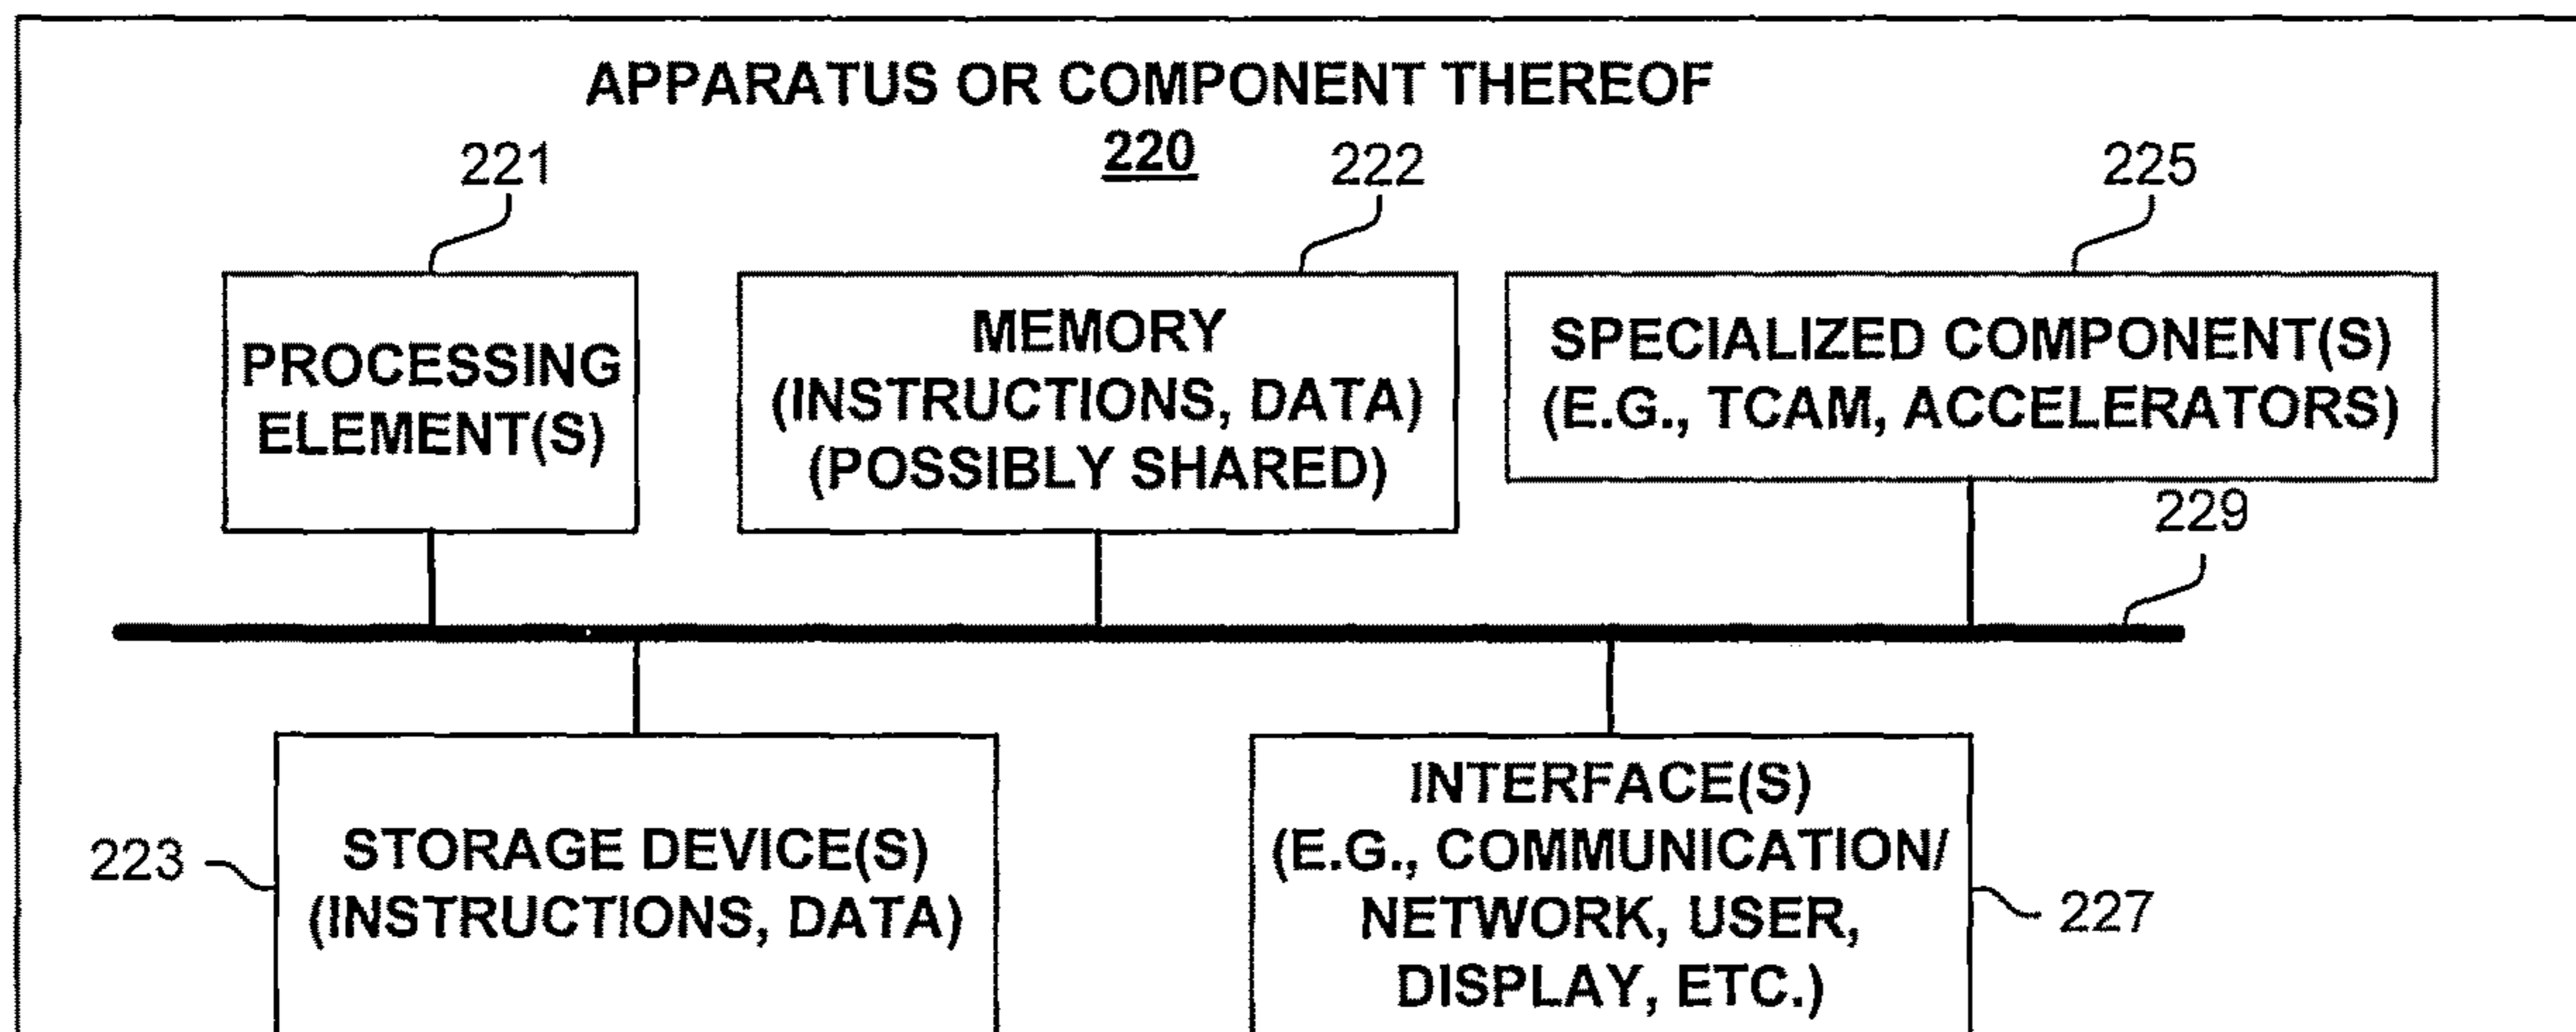 APPARATUS OR COMPONENT THEREOF
220
221
222
225
PROCESSING
ELEMENT(S)
MEMORY
(INSTRUCTIONS, DATA)
(POSSIBLY SHARED)
SPECIALIZED COMPONENT(S)
(E.G., TCAM, ACCELERATORS)
229
223
STORAGE DEVICE(S)
(INSTRUCTIONS, DATA)
INTERFACE(S)
(E.G., COMMUNICATION/
NETWORK, USER,
DISPLAY, ETC.)
227